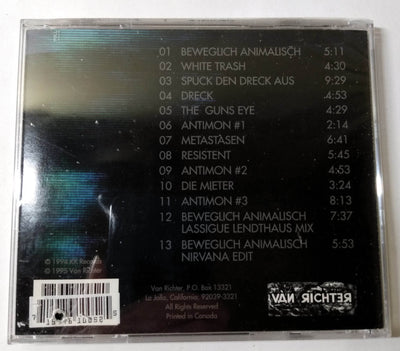 01 BEWEGLICH ANIMALISCH 5:11
02 WHITE TRASH 4:30
03 SPUCK DEN DRECK AUS 9:29
04 DRECK 4:53
05 THE GUNS EYE 4:29
06 ANTIMON #1 2:14
07 METASTÄSEN 6:41
08 RESISTENT 5:45
09 ANTIMON #2 4:53
10 DIE MIETER 3:24
11 ANTIMON #3 8:13
12 BEWEGLICH ANIMALISCH 7:37
LASSIGUE LENDTHAUS MIX
13 BEWEGLICH ANIMALISCH 5:53
NIRVANA EDIT
© 1994 KK Records
© 1995 Van Richter
Van Richter, P.O. Box 13321
La Jolla, California, 92039-3321
All Rights Reserved
Printed in Canada
VAN RICHTER